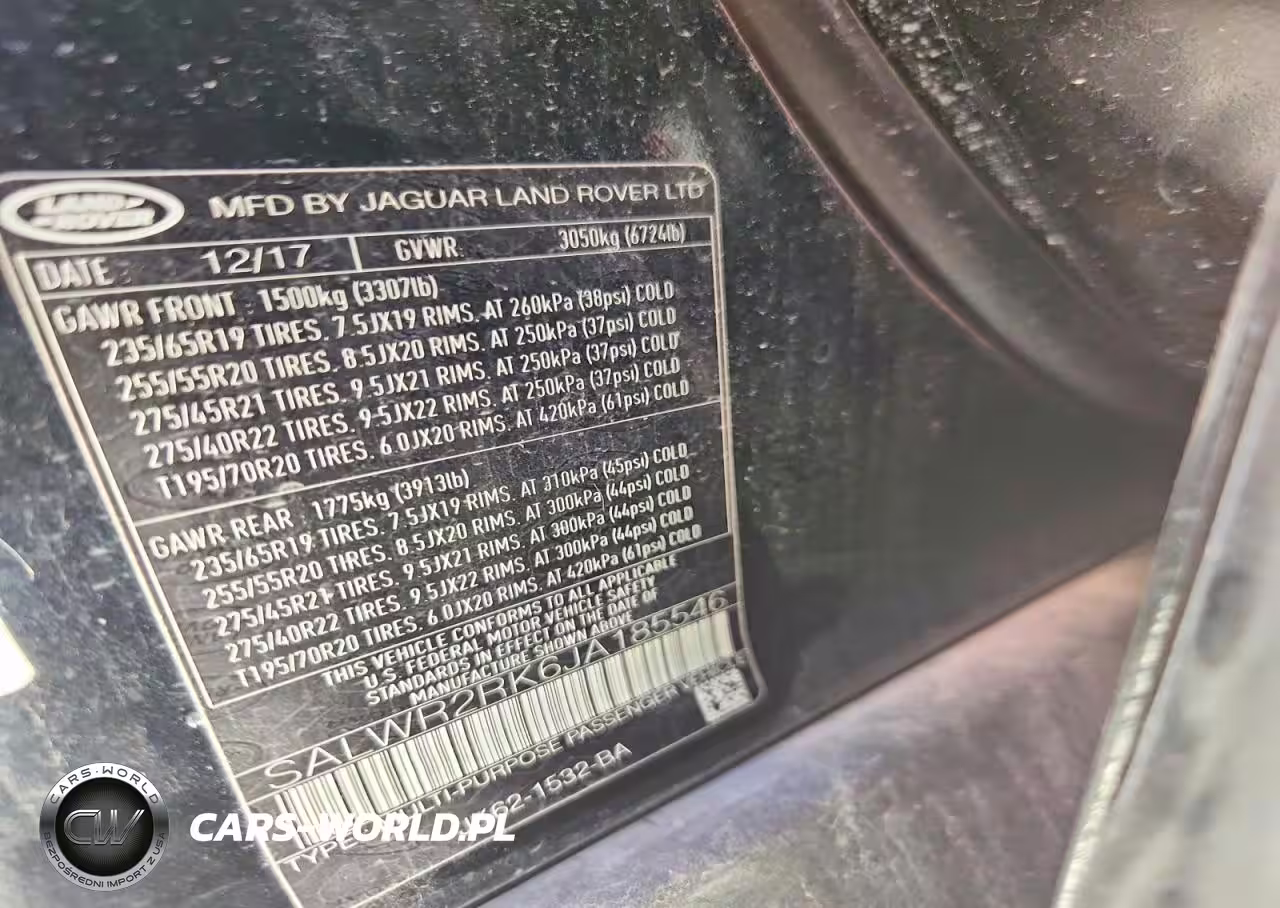 LAND-
-ROVER
MFD BY JAGUAR LAND ROVER LTD
DATE : 12/17 GVWR: 3050kg (6724lb)
GAWR FRONT : 1500kg (3307lb)
235/65R19 TIRES. 7.5JX19 RIMS. AT 260kPa (38psi) COLD
255/55R20 TIRES. 8.5JX20 RIMS. AT 250kPa (37psi) COLD
275/45R21 TIRES. 9.5JX21 RIMS. AT 250kPa (37psi) COLD
275/40R22 TIRES. 9.5JX22 RIMS. AT 250kPa (37psi) COLD
T195/70R20 TIRES. 6.0JX20 RIMS. AT 420kPa (61psi) COLD
GAWR REAR : 1775kg (3913lb)
235/65R19 TIRES. 7.5JX19 RIMS. AT 310kPa (45psi) COLD
255/55R20 TIRES. 8.5JX20 RIMS. AT 300kPa (44psi) COLD
275/45R21 TIRES. 9.5JX21 RIMS. AT 300kPa (44psi) COLD
275/40R22 TIRES. 9.5JX22 RIMS. AT 300kPa (44psi) COLD
T195/70R20 TIRES. 6.0JX20 RIMS. AT 420kPa (61psi) COLD
THIS VEHICLE CONFORMS TO ALL APPLICABLE
U.S. FEDERAL MOTOR VEHICLE SAFETY
STANDARDS IN EFFECT ON THE DATE OF
MANUFACTURE SHOWN ABOVE
SALWR2RK6JA185546
TYPE: MULTI-PURPOSE PASSENGER
62-1532-BA
CARS-WORLD
CW
BEZPOŚREDNI IMPORT Z USA
CARS-WORLD.PL